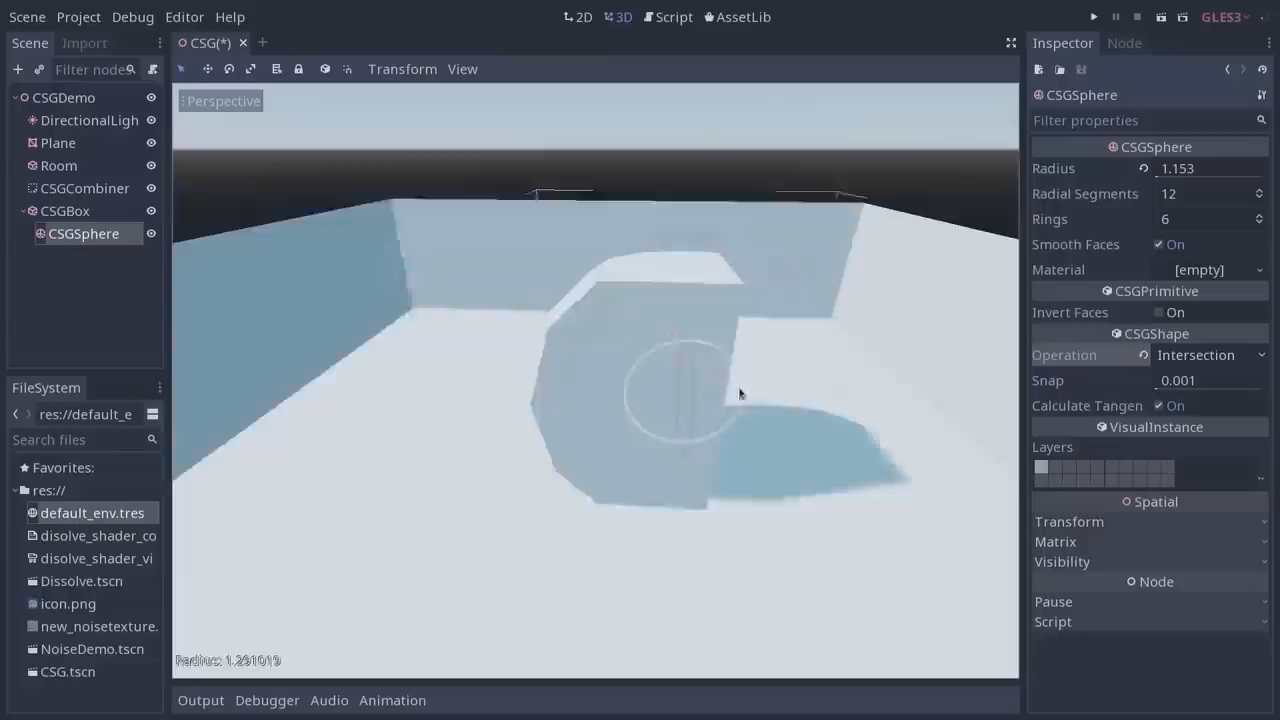 Scene Project Debug Editor Help
2D 3D Script AssetLib
GLES3
Scene Import
CSG(*)
Inspector Node
Filter nodes
Transform View
CSGDemo
DirectionalLigh
Plane
Room
CSGCombiner
CSGBox
CSGSphere
FileSystem
res://default_e
Search files
Favorites:
res://
default_env.tres
disolve_shader_co
disolve_shader_vi
Dissolve.tscn
icon.png
new_noisetexture.
NoiseDemo.tscn
CSG.tscn
Perspective
Radius: 1.291019
Output Debugger Audio Animation
CSGSphere
Filter properties
CSGSphere
Radius 1.153
Radial Segments 12
Rings 6
Smooth Faces On
Material [empty]
CSGPrimitive
Invert Faces On
CSGShape
Operation Intersection
Snap 0.001
Calculate Tangen On
VisualInstance
Layers
..
Spatial
Transform
Matrix
Visibility
Node
Pause
Script